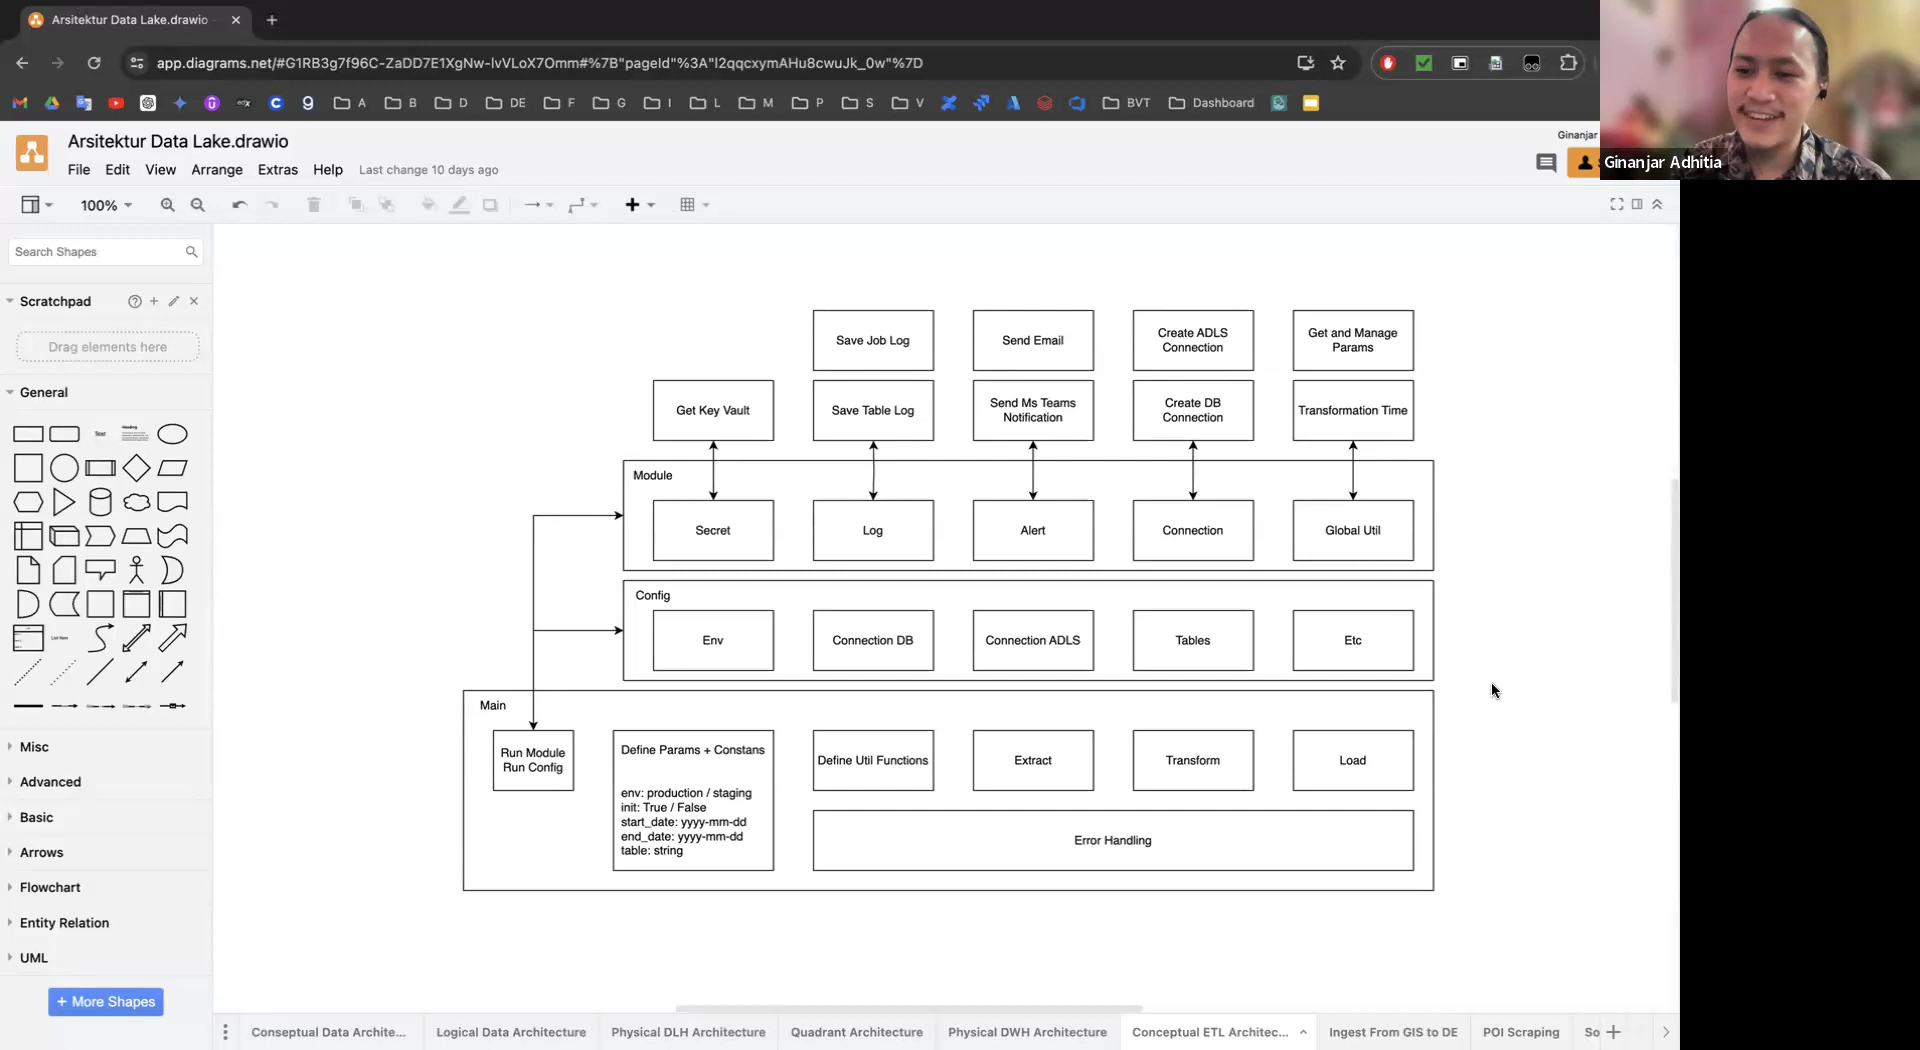 Arsitektur Data Lake.drawio
app.diagrams.net/#G1RB3g7f96C-ZaDD7E1XgNw-lvVLoX7Omm#%7B"pageId"%3A"I2qqcxymAHu8cwuJk_0w"%7D
A B D DE F G I L M P S V BVT Dashboard
Arsitektur Data Lake.drawio
Ginanjar
File Edit View Arrange Extras Help Last change 10 days ago
Ginanjar Adhitia
100%
Search Shapes
Scratchpad
Drag elements here
General
Text
Heading
List Item
Misc
Advanced
Basic
Arrows
Flowchart
Entity Relation
UML
+ More Shapes
Save Job Log
Send Email
Create ADLS
Connection
Get and Manage
Params
Get Key Vault
Save Table Log
Send Ms Teams
Notification
Create DB
Connection
Transformation Time
Module
Secret
Log
Alert
Connection
Global Util
Config
Env
Connection DB
Connection ADLS
Tables
Etc
Main
Run Module
Run Config
Define Params + Constans
env: production / staging
init: True / False
start_date: yyyy-mm-dd
end_date: yyyy-mm-dd
table: string
Define Util Functions
Extract
Transform
Load
Error Handling
Conseptual Data Archite...
Logical Data Architecture
Physical DLH Architecture
Quadrant Architecture
Physical DWH Architecture
Conceptual ETL Architec...
Ingest From GIS to DE
POI Scraping
So